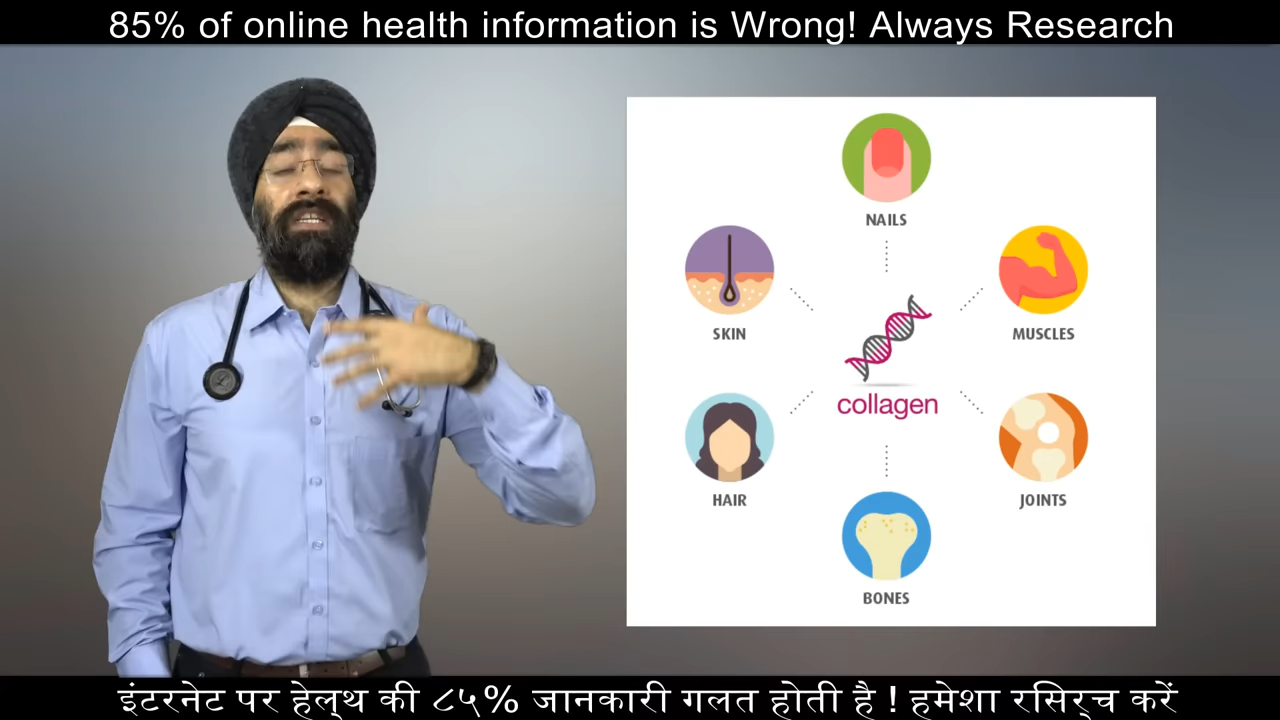 85% of online health information is Wrong! Always Research
NAILS
SKIN
MUSCLES
collagen
HAIR
JOINTS
BONES
इंटरनेट पर हेल्थ की ८५% जानकारी गलत होती है ! हमेशा रसिर्च करें